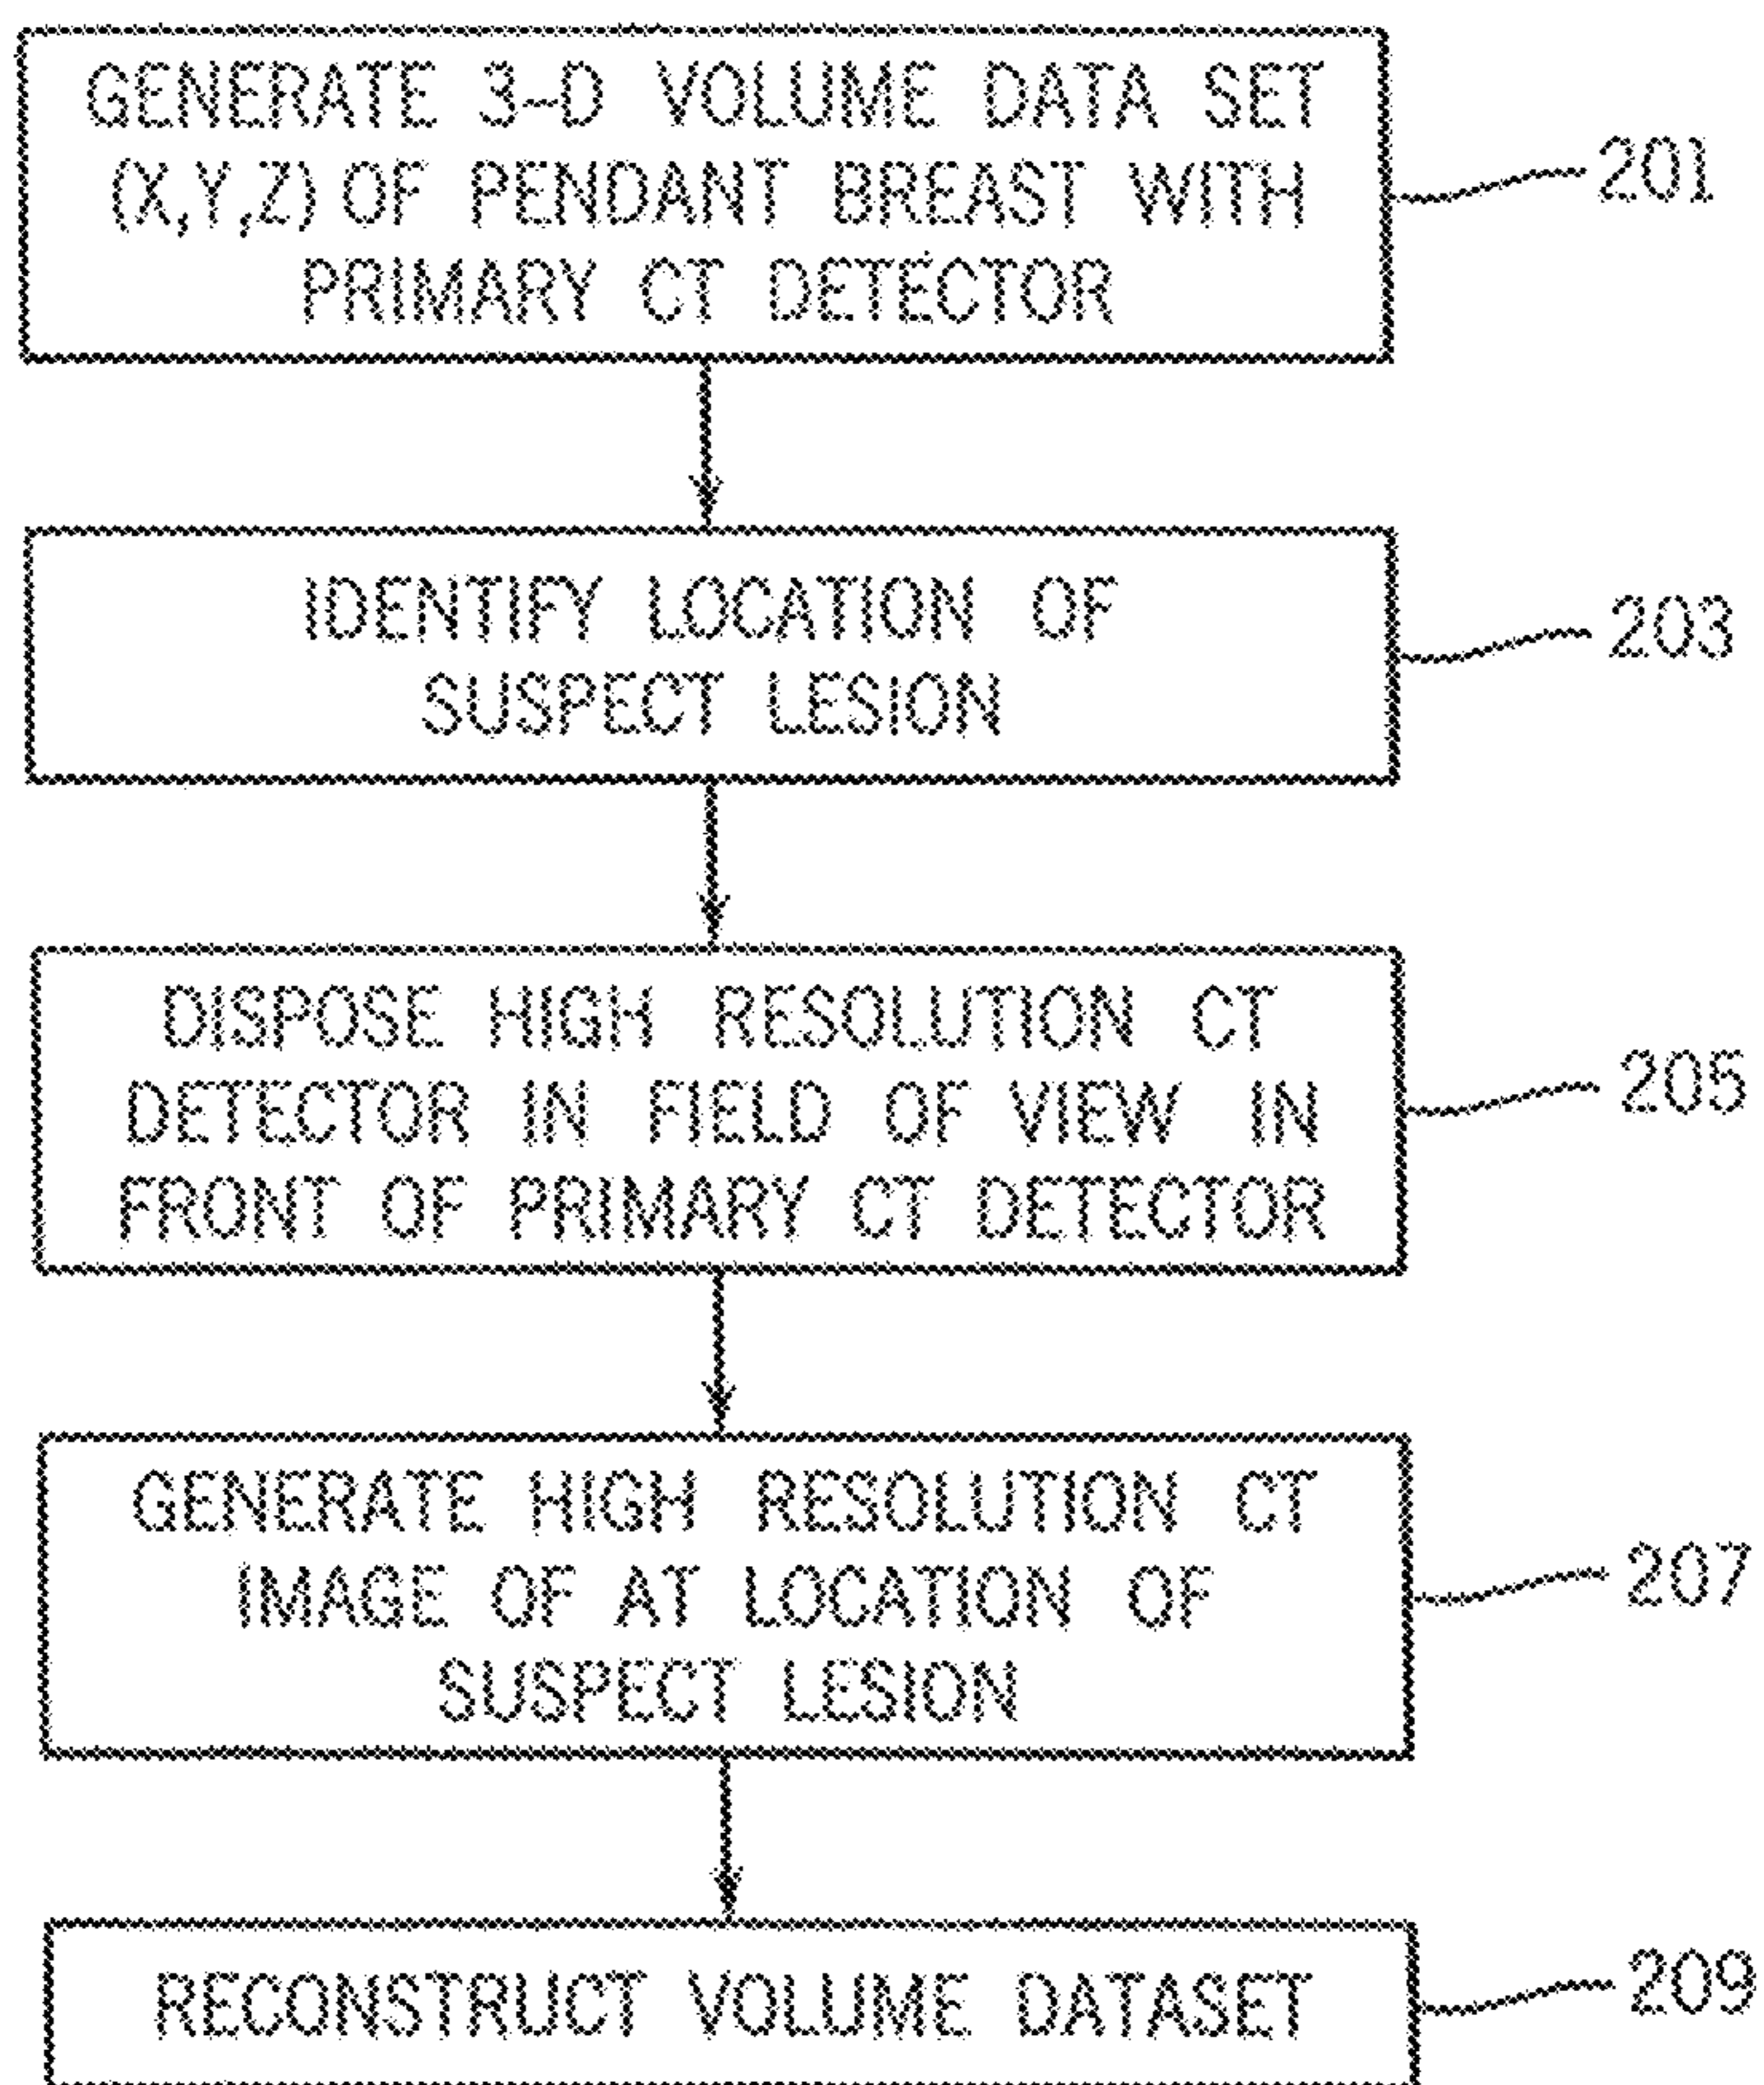 GENERATE 3-D VOLUME DATA SET
(X,Y,Z) OF PENDANT BREAST WITH
PRIMARY CT DETECTOR
201
IDENTIFY LOCATION OF
SUSPECT LESION
203
DISPOSE HIGH RESOLUTION CT
DETECTOR IN FIELD OF VIEW IN
FRONT OF PRIMARY CT DETECTOR
205
GENERATE HIGH RESOLUTION CT
IMAGE OF AT LOCATION OF
SUSPECT LESION
207
RECONSTRUCT VOLUME DATASET
209